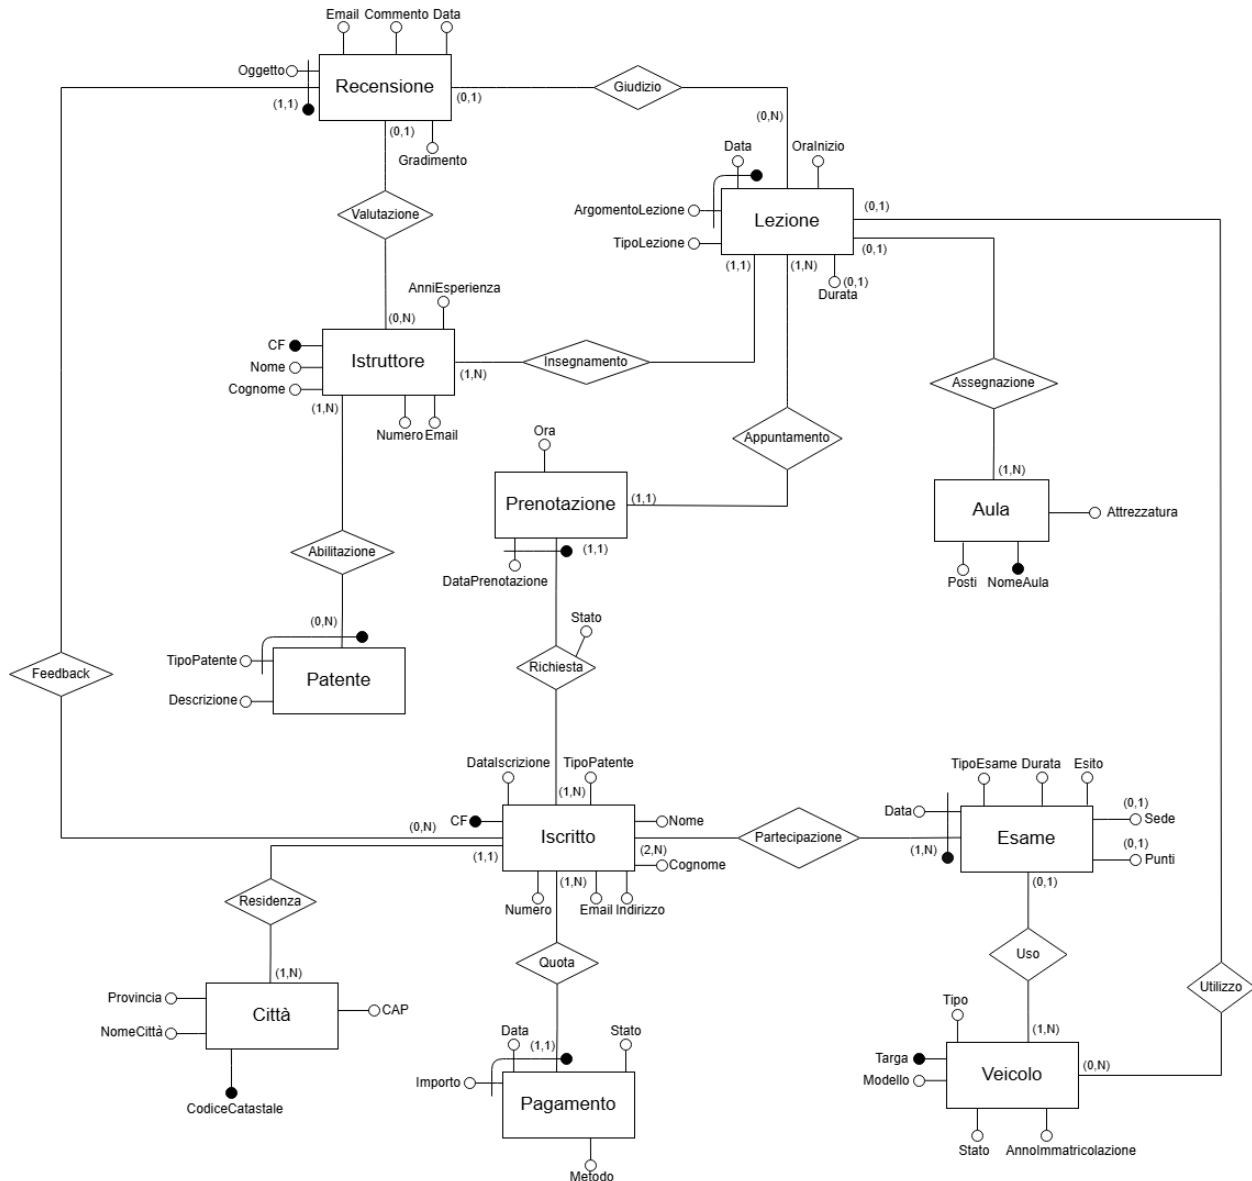 Email Commento Data
Oggetto
Recensione
(1,1)
(0,1)
(0,1)
Gradimento
Giudizio
(0,N)
Feedback
Valutazione
Data
OraInizio
ArgomentoLezione
Lezione
TipoLezione
(0,1)
(0,1)
(1,1)
(1,N)
(0,1)
Durata
AnniEsperienza
(0,N)
CF
Nome
Cognome
Istruttore
(1,N)
(1,N)
Numero Email
Insegnamento
Assegnazione
Appuntamento
Ora
Prenotazione
(1,1)
(1,1)
DataPrenotazione
(1,N)
Aula
Attrezzatura
Posti
NomeAula
Abilitazione
(0,N)
TipoPatente
Patente
Descrizione
Stato
Richiesta
DataIscrizione
TipoPatente
(1,N)
CF
Nome
Iscritto
(0,N)
(1,1)
(2,N)
Cognome
(1,N)
Numero
Email Indirizzo
Partecipazione
TipoEsame Durata Esito
Data
(0,1)
Sede
Esame
(1,N)
(0,1)
Punti
(0,1)
Residenza
(1,N)
Provincia
NomeCittà
Città
CAP
CodiceCatastale
Quota
Data
(1,1)
Stato
Importo
Pagamento
Metodo
Uso
Utilizzo
Tipo
(1,N)
Targa
Modello
Veicolo
(0,N)
Stato
AnnoImmatricolazione